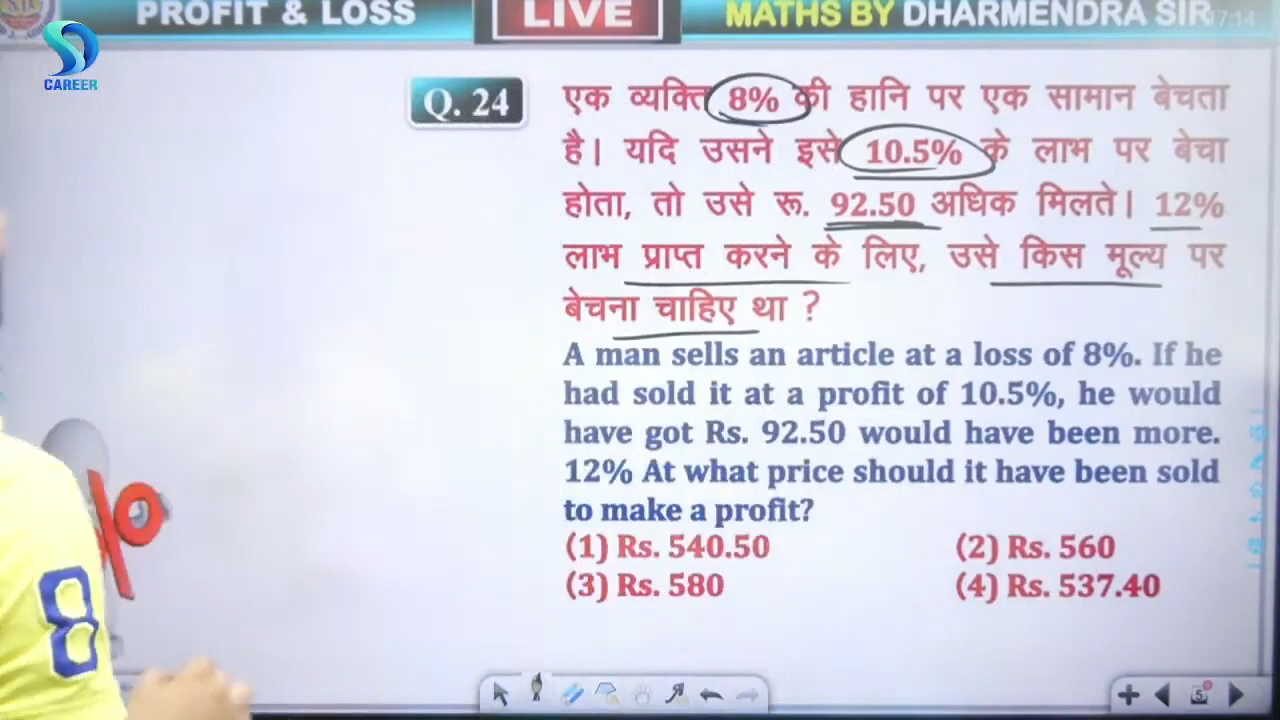 PROFIT & LOSS
LIVE
MATHS BY DHARMENDRA SIR
17:14
CAREER
Q. 24
एक व्यक्ति 8% की हानि पर एक सामान बेचता
है। यदि उसने इसे 10.5% के लाभ पर बेचा
होता, तो उसे रू. 92.50 अधिक मिलते। 12%
लाभ प्राप्त करने के लिए, उसे किस मूल्य पर
बेचना चाहिए था ?
A man sells an article at a loss of 8%. If he
had sold it at a profit of 10.5%, he would
have got Rs. 92.50 would have been more.
12% At what price should it have been sold
to make a profit?
(1) Rs. 540.50
(2) Rs. 560
(3) Rs. 580
(4) Rs. 537.40
8
5